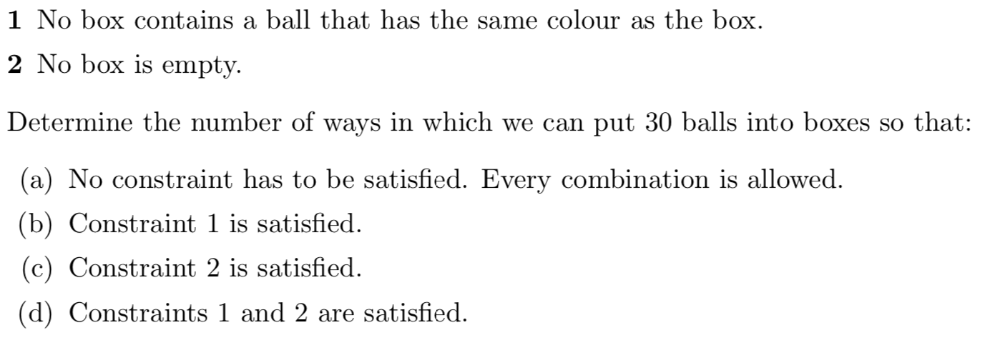 1 No box contains a ball that has the same colour as the box.
2 No box is empty.
Determine the number of ways in which we can put 30 balls into boxes so that:
(a) No constraint has to be satisfied. Every combination is allowed.
(b) Constraint 1 is satisfied.
(c) Constraint 2 is satisfied.
(d) Constraints 1 and 2 are satisfied.